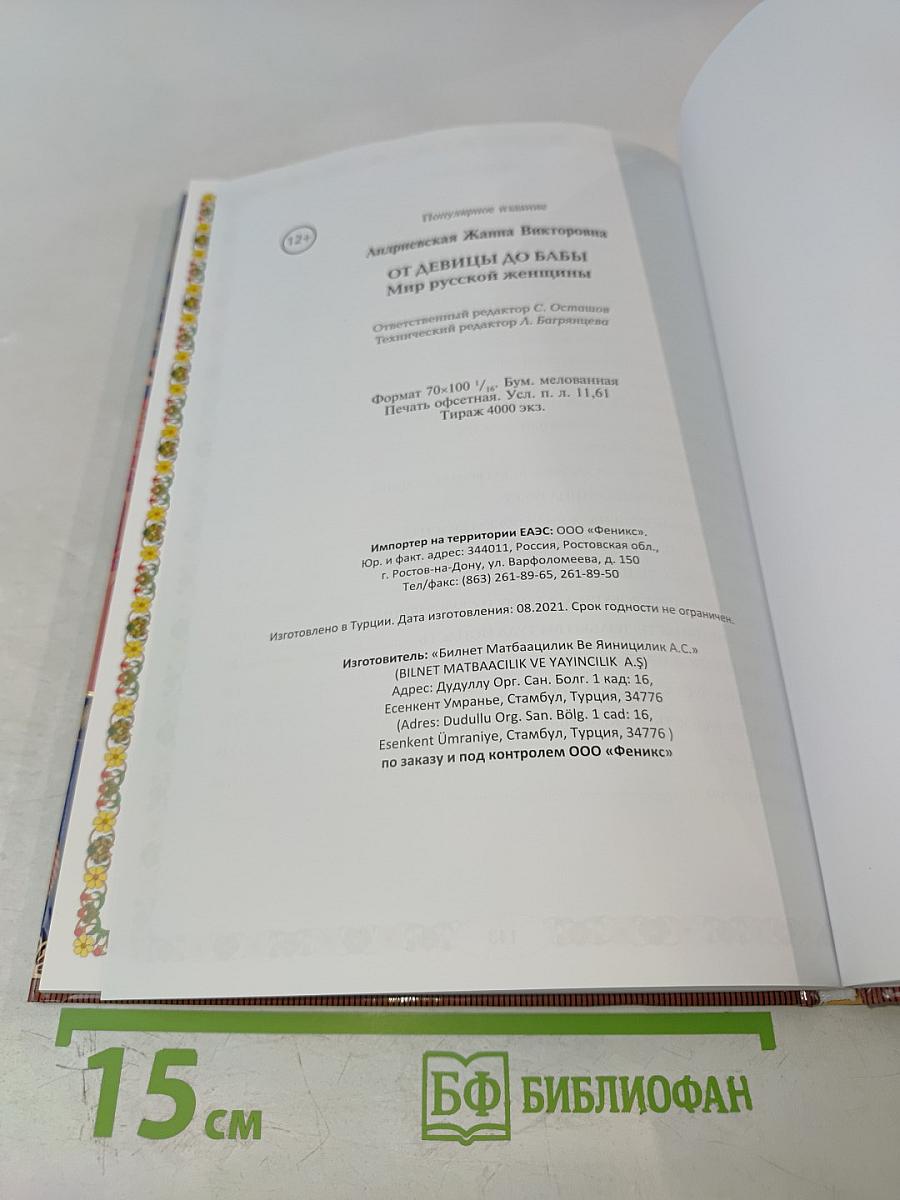 Популярное издание
12+
Андриевская Жанна Викторовна
ОТ ДЕВИЦЫ ДО БАБЫ
Мир русской женщины
Ответственный редактор С. Осташов
Технический редактор Л. Багрянцева
Формат 70×100 1/16. Бум. мелованная
Печать офсетная. Усл. п. л. 11,61
Тираж 4000 экз.
Импортер на территории ЕАЭС: ООО «Феникс».
Юр. и факт. адрес: 344011, Россия, Ростовская обл.,
г. Ростов-на-Дону, ул. Варфоломеева, д. 150
Тел/факс: (863) 261-89-65, 261-89-50
Изготовлено в Турции. Дата изготовления: 08.2021. Срок годности не ограничен.
Изготовитель: «Билнет Матбаацилик Ве Яиницилик А.С.»
(BILNET MATBAACILIK VE YAYINCILIK A.Ş)
Адрес: Дудуллу Орг. Сан. Болг. 1 кад: 16,
Есенкент Умранье, Стамбул, Турция, 34776
(Adres: Dudullu Org. San. Bölg. 1 cad: 16,
Esenkent Ümraniye, Стамбул, Турция, 34776 )
по заказу и под контролем ООО «Феникс»
15 см
БФ БИБЛИОФАН